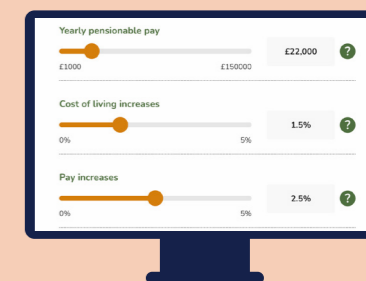 Yearly pensionable pay
£22,000 ?
£1000 £150000
Cost of living increases
1.5% ?
0% 5%
Pay increases
2.5% ?
0% 5%